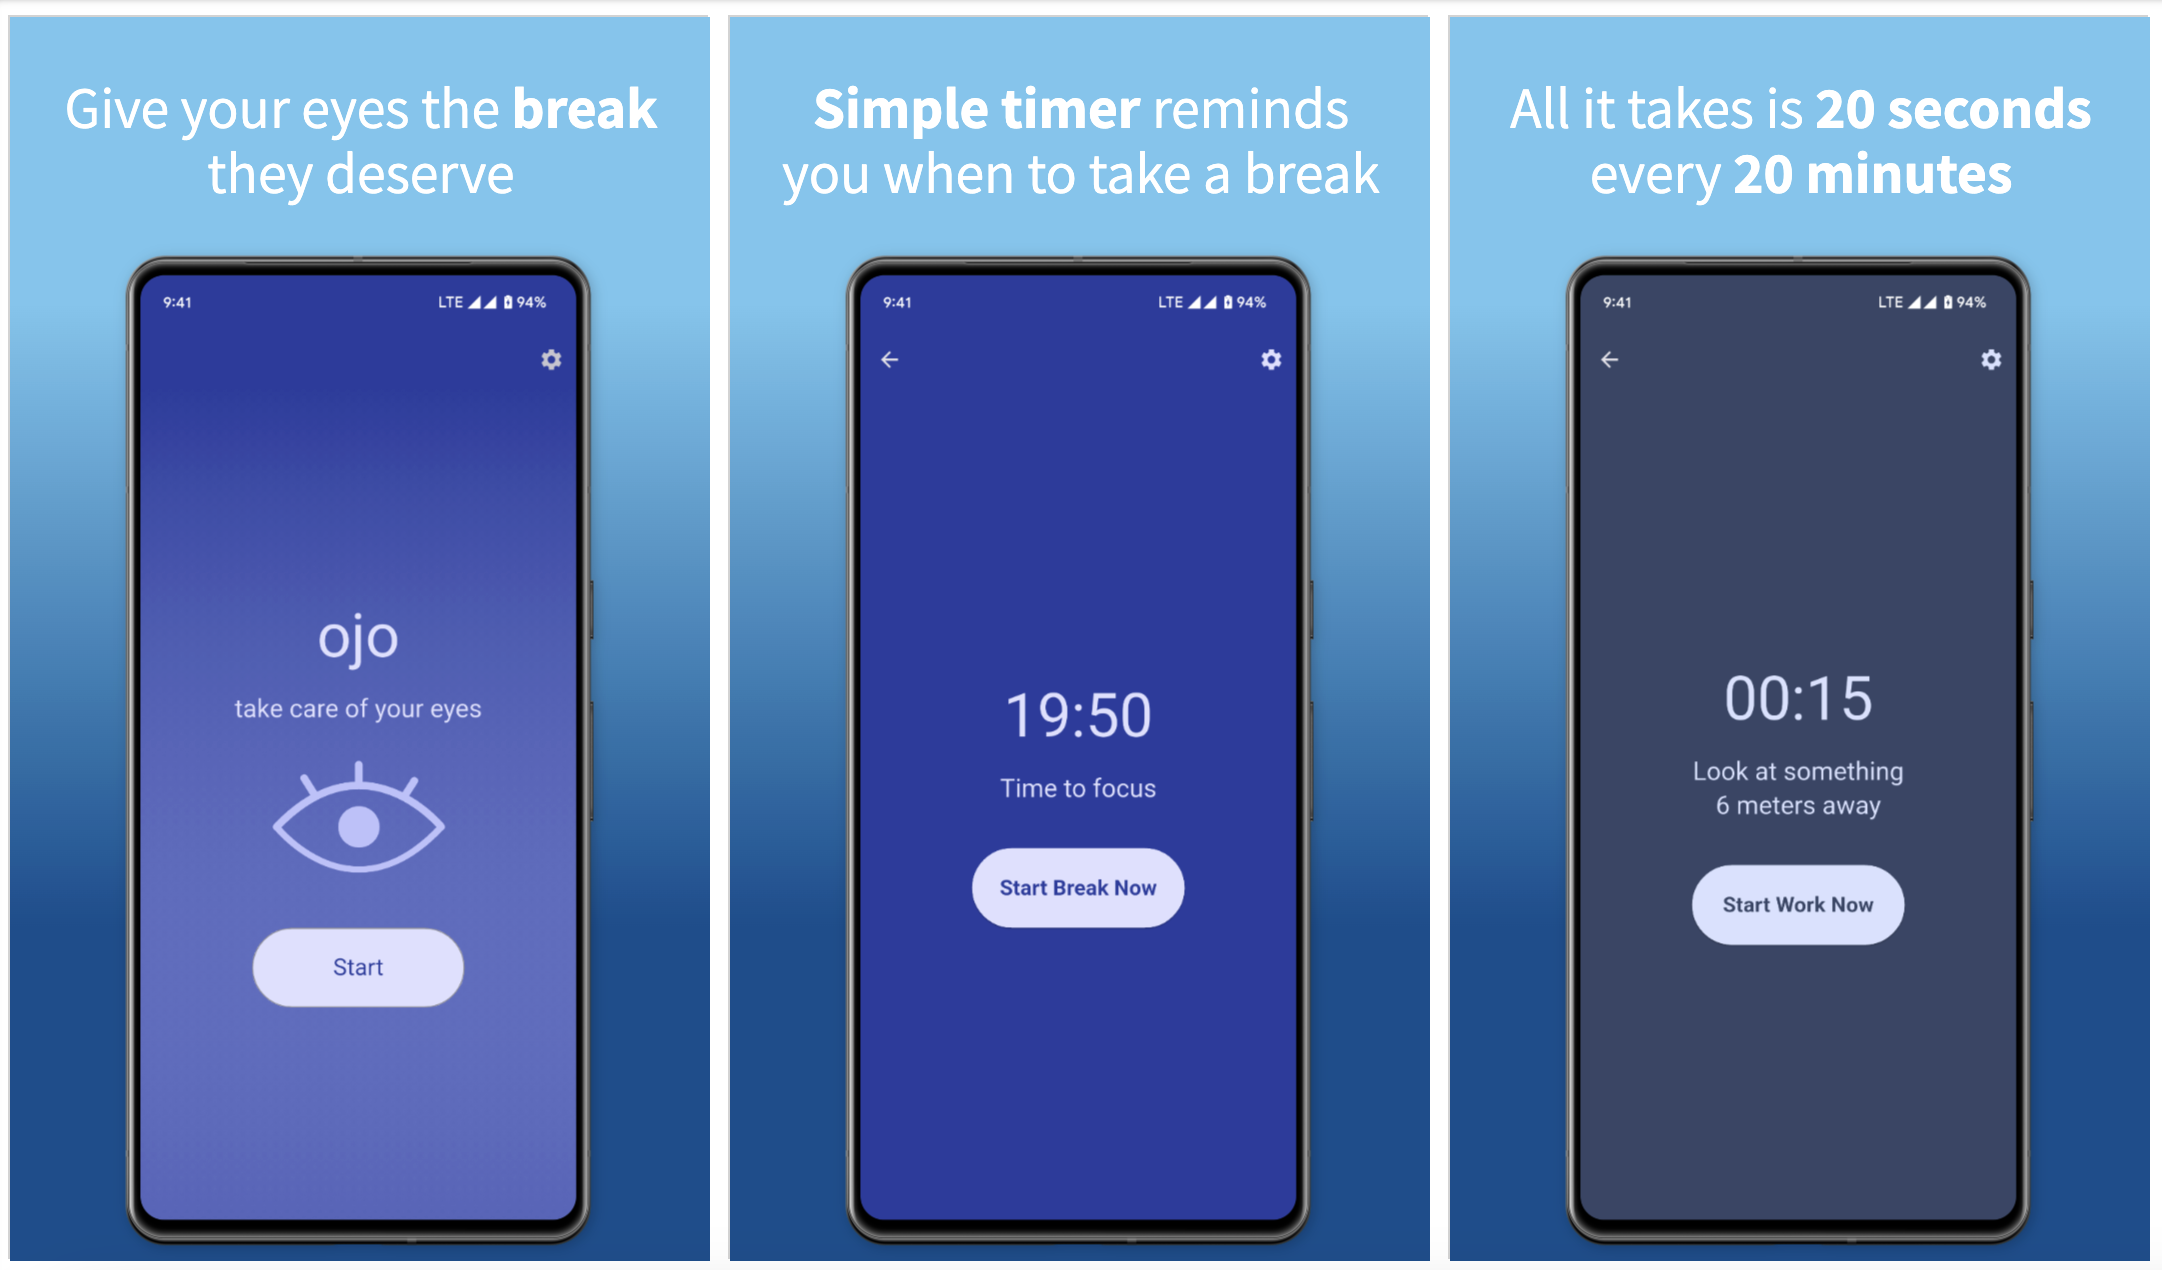 Give your eyes the break
they deserve
9:41
LTE 94%
ojo
take care of your eyes
Start
Simple timer reminds
you when to take a break
9:41
LTE 94%
19:50
Time to focus
Start Break Now
All it takes is 20 seconds
every 20 minutes
9:41
LTE 94%
00:15
Look at something
6 meters away
Start Work Now